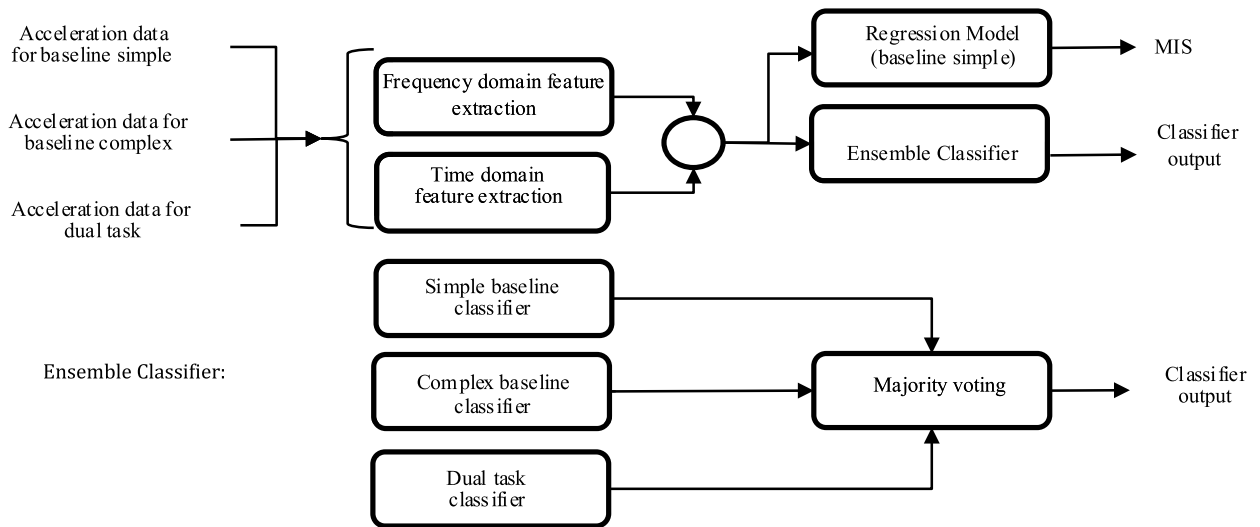 Acceleration data
for baseline simple
Acceleration data for
baseline complex
Acceleration data for
dual task
Frequency domain feature
extraction
Time domain
feature extraction
Regression Model
(baseline simple)
MIS
Ensemble Classifier
Classifier
output
Ensemble Classifier:
Simple baseline
classifier
Complex baseline
classifier
Dual task
classifier
Majority voting
Classifier
output